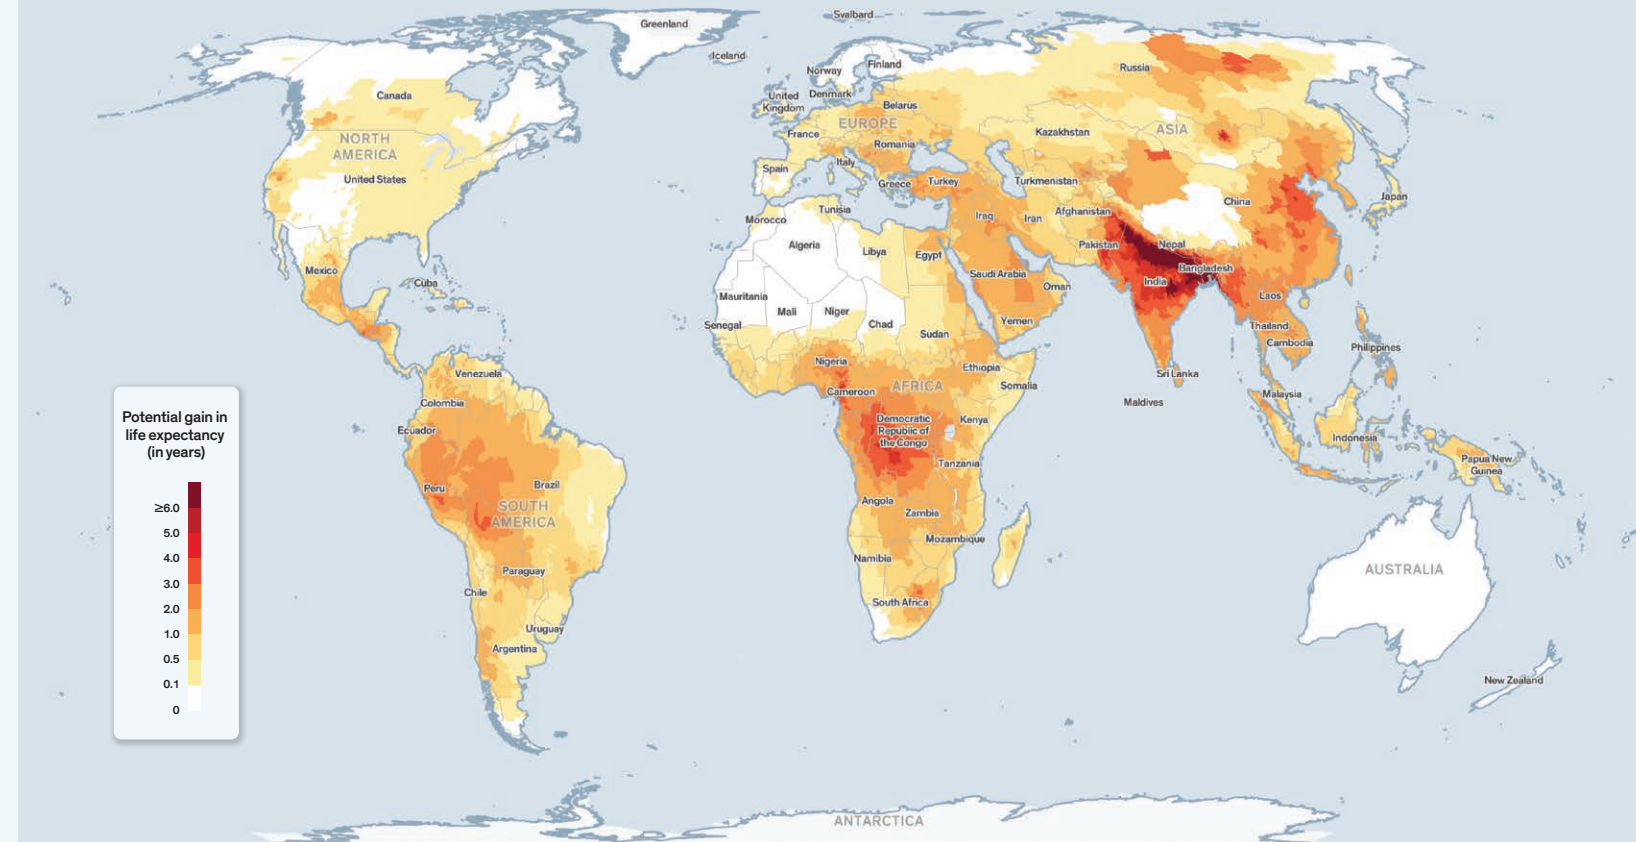 Svalbard
Greenland
Iceland
Norway
Finland
Russia
Canada
United
Kingdom
Denmark
Belarus
EUROPE
France
Kazakhstan
ASIA
NORTH
AMERICA
Romania
Italy
Spain
United States
Greece
Turkey
Turkmenistan
Japan
China
Tunisia
Morocco
Iraq
Iran
Afghanistan
Algeria
Libya
Egypt
Pakistan
Nepal
Bangladesh
Mexico
Cuba
Saudi Arabia
India
Oman
Mauritania
Mali
Niger
Chad
Laos
Senegal
Sudan
Yemen
Thailand
Cambodia
Philippines
Nigeria
Ethiopia
Venezuela
AFRICA
Somalia
Sri Lanka
Cameroon
Malaysia
Maldives
Colombia
Ecuador
Democratic
Republic of
the Congo
Kenya
Indonesia
Tanzania
Papua New
Guinea
Peru
Brazil
SOUTH
AMERICA
Angola
Zambia
Mozambique
Namibia
Paraguay
AUSTRALIA
Chile
South Africa
Uruguay
Argentina
New Zealand
ANTARCTICA
Potential gain in
life expectancy
(in years)
≥6.0
5.0
4.0
3.0
2.0
1.0
0.5
0.1
0